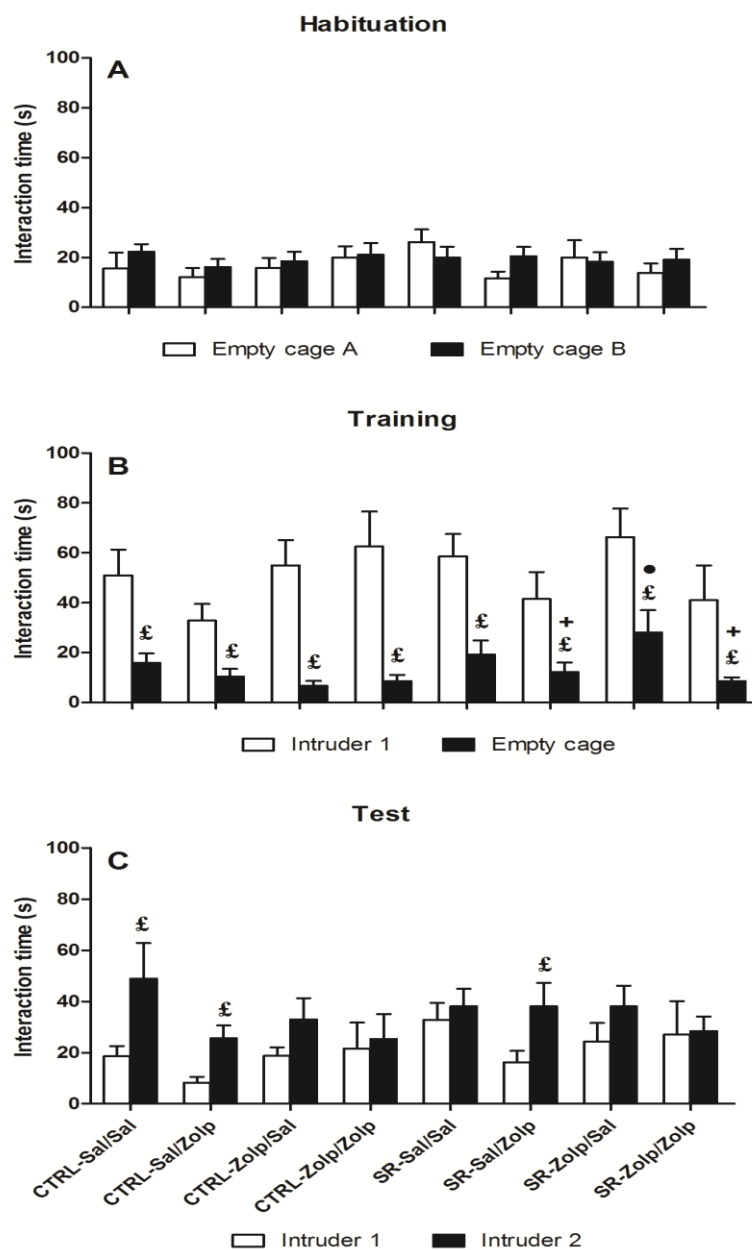 Habituation
A
Interaction time (s)
100
80
60
40
20
0
Empty cage A Empty cage B
Training
B
Interaction time (s)
100
80
60
40
20
0
£ £ £ £ £ + £ • £ + £
Intruder 1 Empty cage
Test
C
Interaction time (s)
100
80
60
40
20
0
£ £ £
CTRL-Sal/Sal
CTRL-Sal/Zolp
CTRL-Zolp/Sal
CTRL-Zolp/Zolp
SR-Sal/Sal
SR-Sal/Zolp
SR-Zolp/Sal
SR-Zolp/Zolp
Intruder 1 Intruder 2